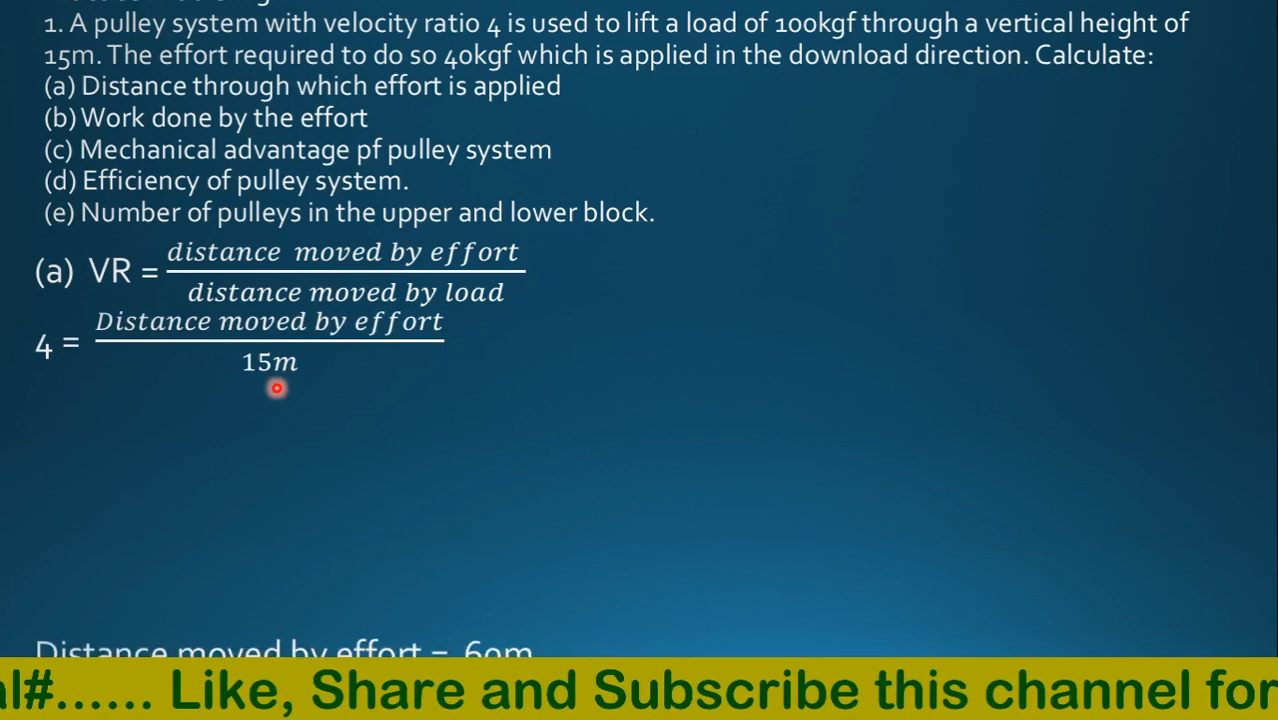 1. A pulley system with velocity ratio 4 is used to lift a load of 100kgf through a vertical height of
15m. The effort required to do so 40kgf which is applied in the download direction. Calculate:
(a) Distance through which effort is applied
(b) Work done by the effort
(c) Mechanical advantage pf pulley system
(d) Efficiency of pulley system.
(e) Number of pulleys in the upper and lower block.
(a) VR = distance moved by effort
distance moved by load
4 = Distance moved by effort
15m
Distance moved by effort = 60m
al#...... Like, Share and Subscribe this channel for